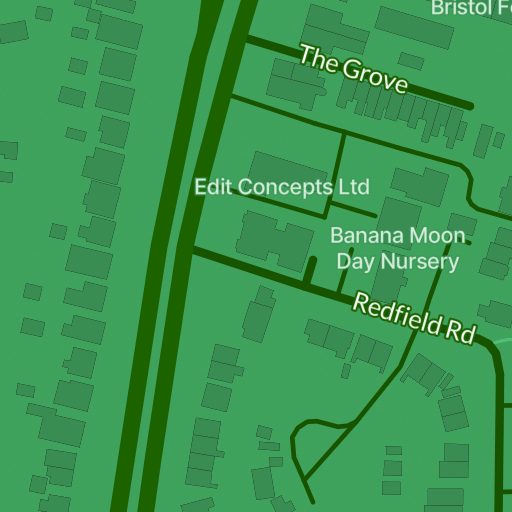 Bristol F
The Grove
Edit Concepts Ltd
Banana Moon
Day Nursery
Redfield Rd